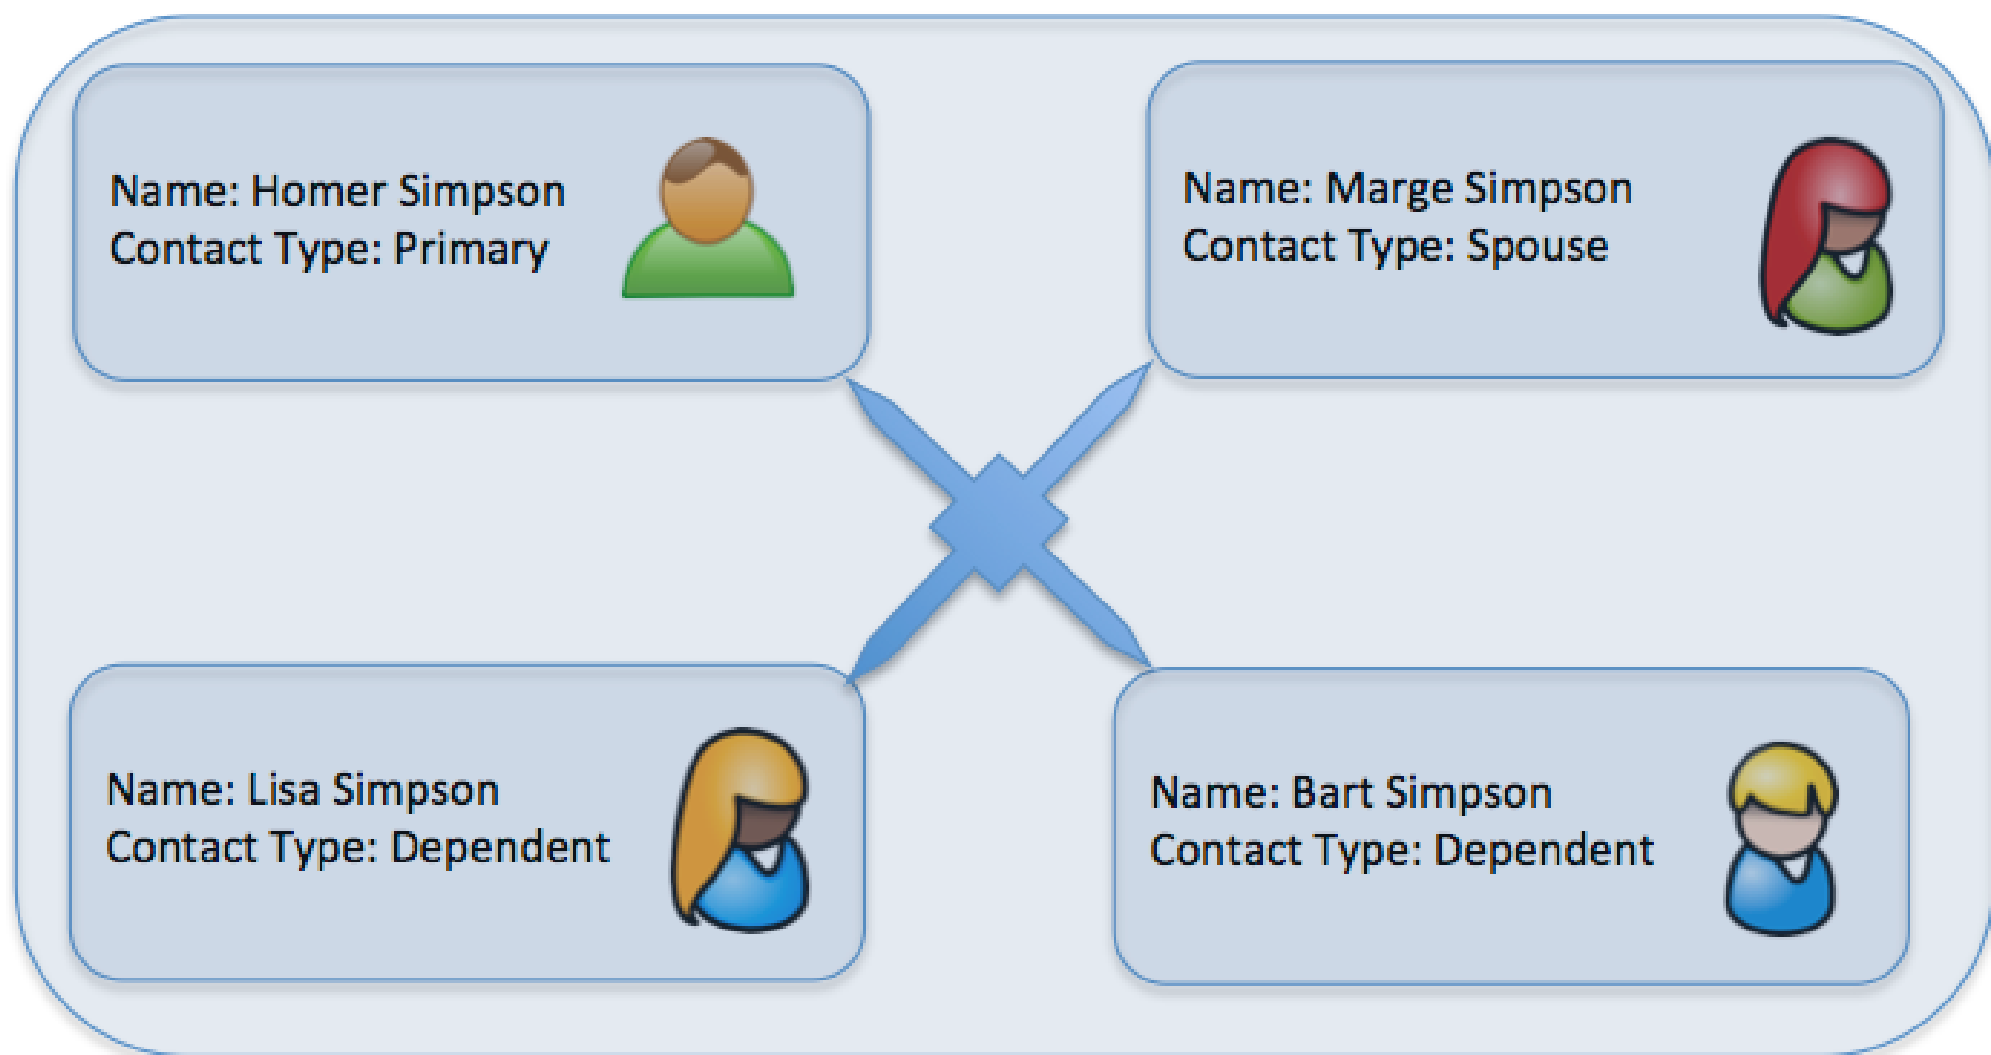 Name: Homer Simpson
Contact Type: Primary
Name: Marge Simpson
Contact Type: Spouse
Name: Lisa Simpson
Contact Type: Dependent
Name: Bart Simpson
Contact Type: Dependent